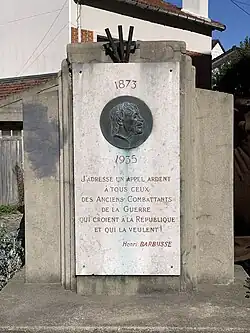 1873
1935
J'ADRESSE UN APPEL ARDENT
À TOUS CEUX
DES ANCIENS COMBATTANTS
DE LA GUERRE
QUI CROIENT À LA RÉPUBLIQUE
ET QUI LA VEULENT!
HENRI BARBUSSE